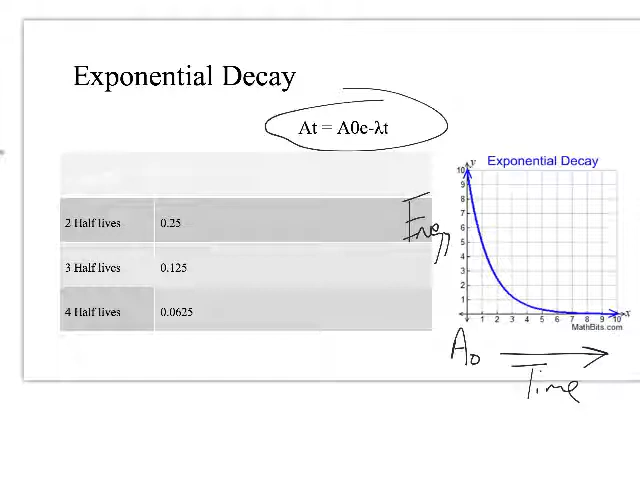 Exponential Decay
At = A0e-λt
2 Half lives 0.25
3 Half lives 0.125
4 Half lives 0.0625
Exponential Decay
y
10
9
8
7
6
5
4
3
2
1
1 2 3 4 5 6 7 8 9 10 x
MathBits.com
A0
Time